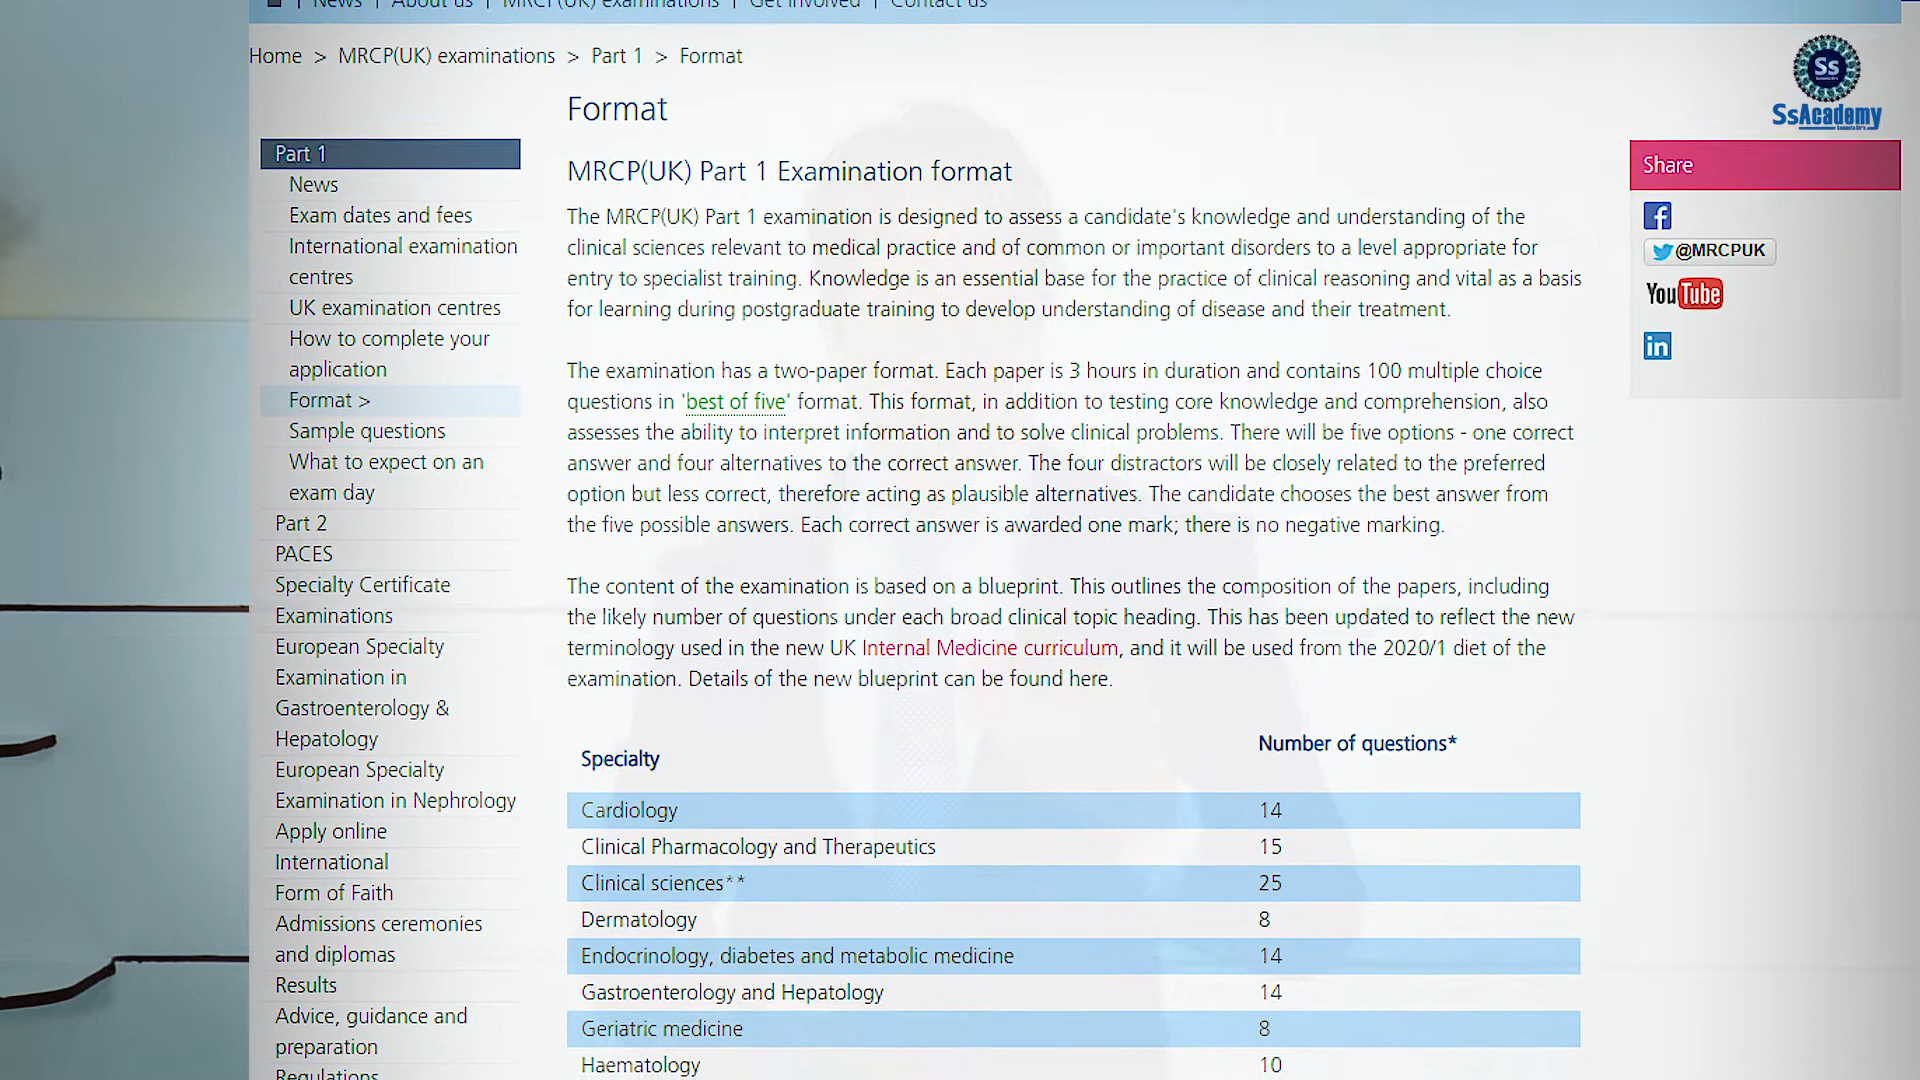 News | About us | MRCP(UK) examinations | Get involved | Contact us
Home > MRCP(UK) examinations > Part 1 > Format
Ss
SsAcademy
Format
Part 1
News
Exam dates and fees
International examination
centres
UK examination centres
How to complete your
application
Format >
Sample questions
What to expect on an
exam day
Part 2
PACES
Specialty Certificate
Examinations
European Specialty
Examination in
Gastroenterology &
Hepatology
European Specialty
Examination in Nephrology
Apply online
International
Form of Faith
Admissions ceremonies
and diplomas
Results
Advice, guidance and
preparation
Regulations
MRCP(UK) Part 1 Examination format
The MRCP(UK) Part 1 examination is designed to assess a candidate's knowledge and understanding of the
clinical sciences relevant to medical practice and of common or important disorders to a level appropriate for
entry to specialist training. Knowledge is an essential base for the practice of clinical reasoning and vital as a basis
for learning during postgraduate training to develop understanding of disease and their treatment.
The examination has a two-paper format. Each paper is 3 hours in duration and contains 100 multiple choice
questions in 'best of five' format. This format, in addition to testing core knowledge and comprehension, also
assesses the ability to interpret information and to solve clinical problems. There will be five options - one correct
answer and four alternatives to the correct answer. The four distractors will be closely related to the preferred
option but less correct, therefore acting as plausible alternatives. The candidate chooses the best answer from
the five possible answers. Each correct answer is awarded one mark; there is no negative marking.
The content of the examination is based on a blueprint. This outlines the composition of the papers, including
the likely number of questions under each broad clinical topic heading. This has been updated to reflect the new
terminology used in the new UK Internal Medicine curriculum, and it will be used from the 2020/1 diet of the
examination. Details of the new blueprint can be found here.
Specialty Number of questions*
Cardiology 14
Clinical Pharmacology and Therapeutics 15
Clinical sciences** 25
Dermatology 8
Endocrinology, diabetes and metabolic medicine 14
Gastroenterology and Hepatology 14
Geriatric medicine 8
Haematology 10
Share
@MRCPUK
YouTube
in